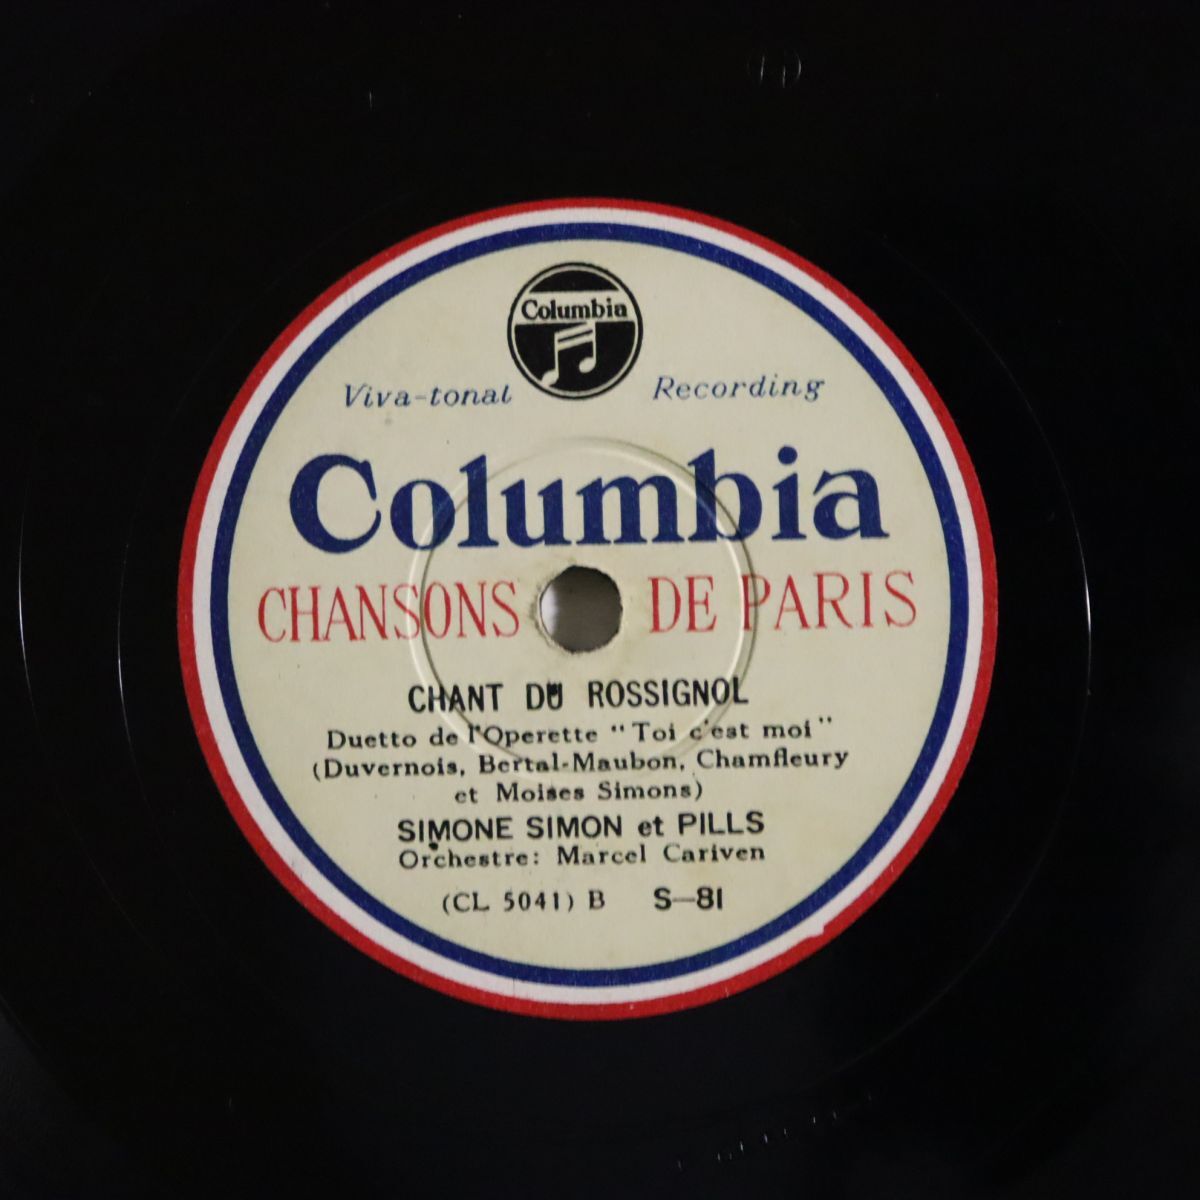 Columbia
Viva-tonal Recording
Columbia
CHANSONS DE PARIS
CHANT DU ROSSIGNOL
Duetto de l'Operette "Toi c'est moi"
(Duvernois, Bertal-Maubon, Chamfleury
et Moises Simons)
SIMONE SIMON et PILLS
Orchestre: Marcel Cariven
(CL 5041) B S—81